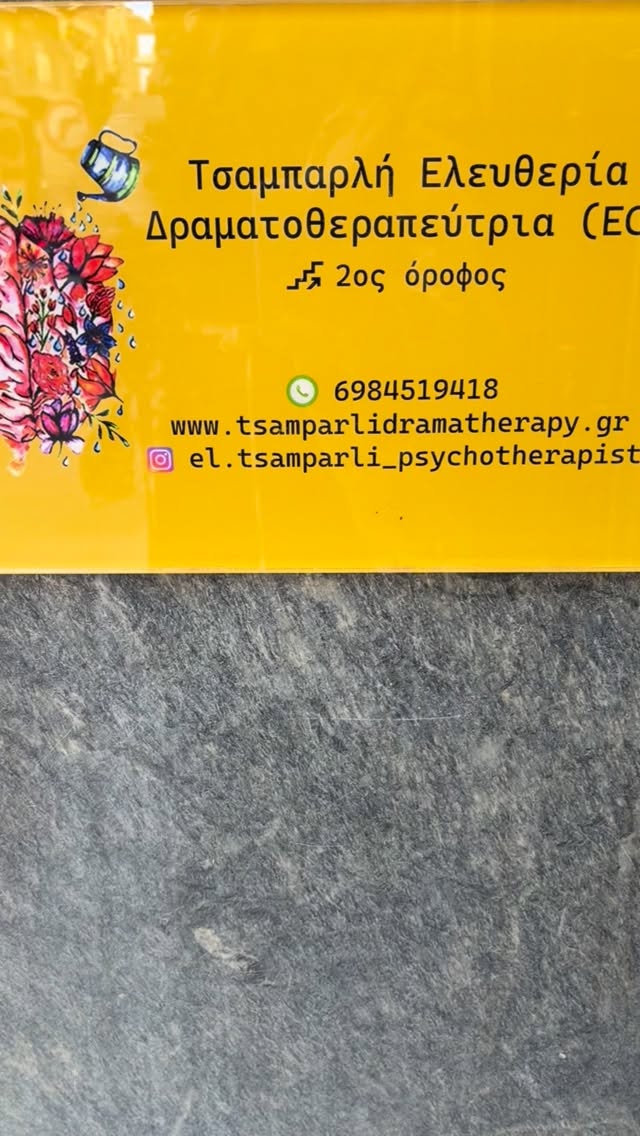 Τσαμπαρλή Ελευθερία
Δραματοθεραπεύτρια
2ος όροφος
6984519418
www.tsamparlidramatherapy.gr
el.tsamparli_psychotherapist